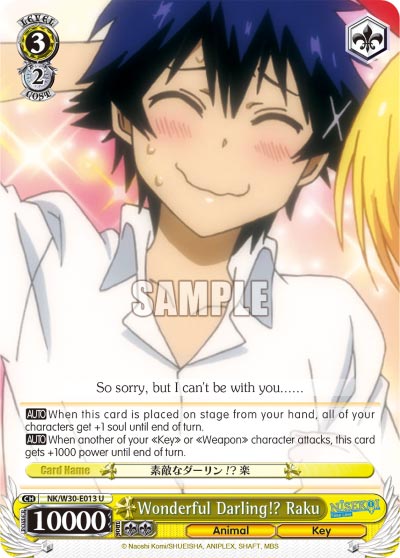 LEVEL
3
2
COST
SAMPLE
So sorry, but I can't be with you......
AUTO When this card is placed on stage from your hand, all of your
characters get +1 soul until end of turn.
AUTO When another of your «Key» or «Weapon» character attacks, this card
gets +1000 power until end of turn.
Card Name 素敵なダーリン!? 楽
CH NK/W30-E013 U
POWER 10000
SOUL
Wonderful Darling!? Raku
NISEKOI
Animal Key
© Naoshi Komi/SHUEISHA, ANIPLEX, SHAFT, MBS